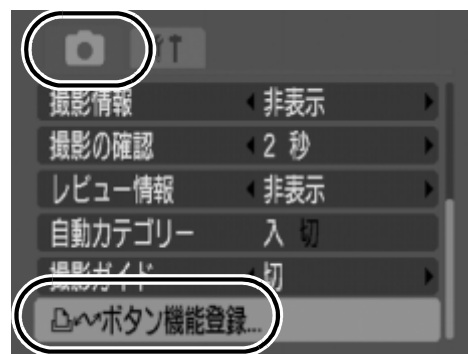 撮影情報 非表示
撮影の確認 2 秒
レビュー情報 非表示
自動カテゴリー 入 切
撮影ガイド 切
ボタン機能登録...